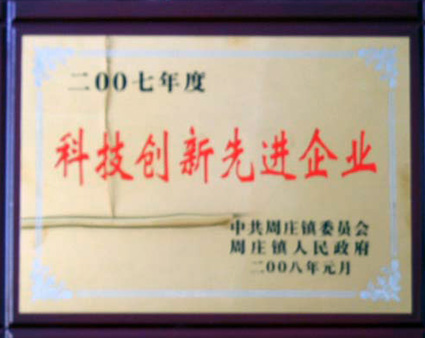 二00七年度
科技创新先进企业
中共周庄镇委员会
周庄镇人民政府
二00八年元月